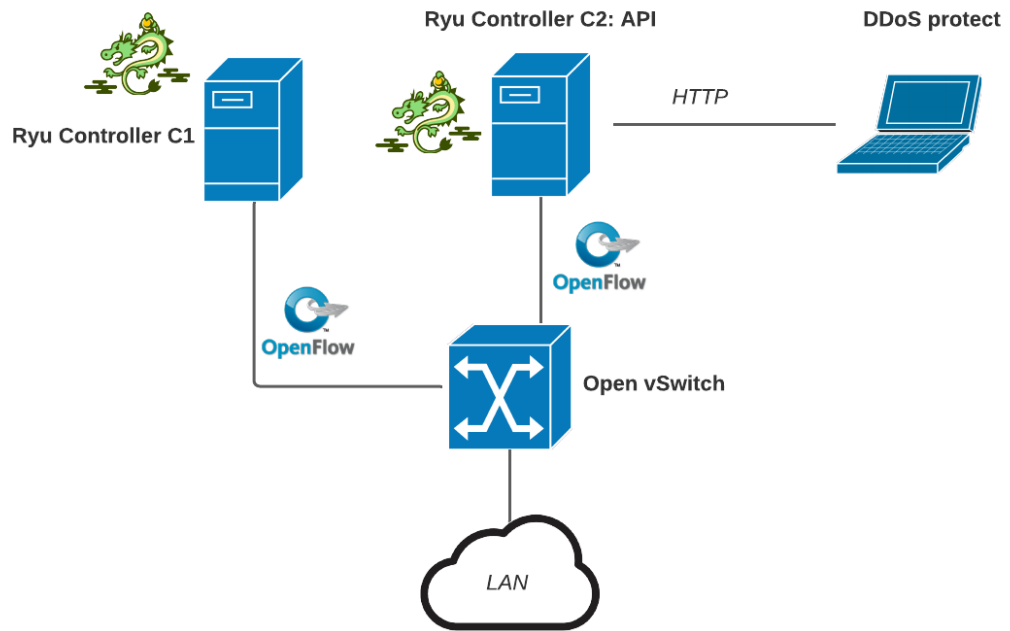 Ryu Controller C2: API
DDoS protect
HTTP
Ryu Controller C1
OpenFlow
OpenFlow
Open vSwitch
LAN